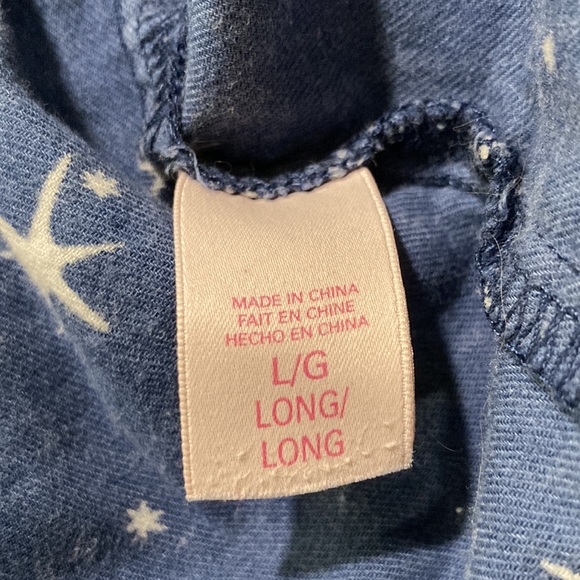 MADE IN CHINA
FAIT EN CHINE
HECHO EN CHINA
L/G
LONG/
LONG